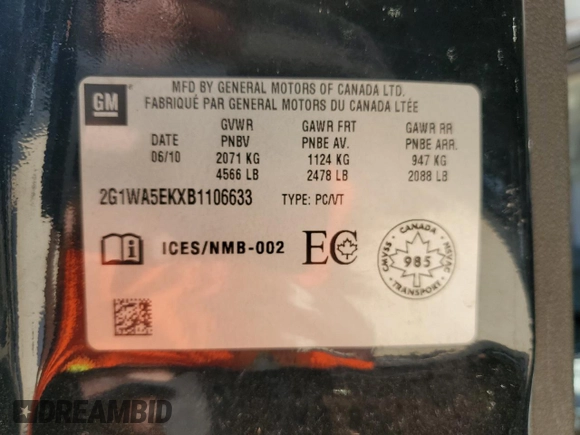 GM
MFD BY GENERAL MOTORS OF CANADA LTD.
FABRIQUÉ PAR GENERAL MOTORS DU CANADA LTÉE
GVWR GAWR FRT GAWR RR
DATE PNBV PNBE AV. PNBE ARR.
06/10 2071 KG 1124 KG 947 KG
4566 LB 2478 LB 2088 LB
2G1WA5EKXB1106633 TYPE: PC/VT
i ICES/NMB-002 EC
CMVSS • CANADA • NSVAC
985
• TRANSPORT •
DREAMBID